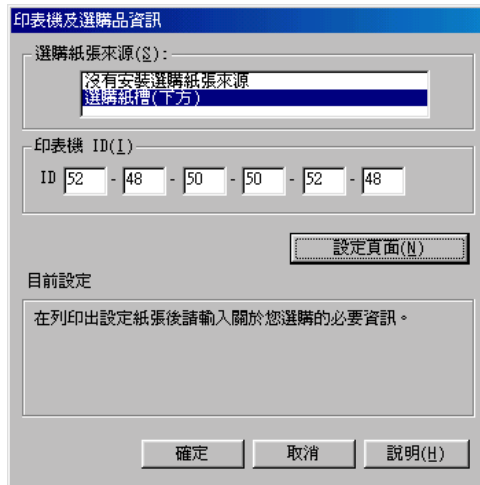 印表機及選購品資訊
選購紙張來源(S):
沒有安裝選購紙張來源
選購紙槽(下方)
印表機 ID(I)
ID 52 - 48 - 50 - 50 - 52 - 48
設定頁面(N)
目前設定
在列印出設定紙張後請輸入關於您選購的必要資訊。
確定 取消 說明(H)